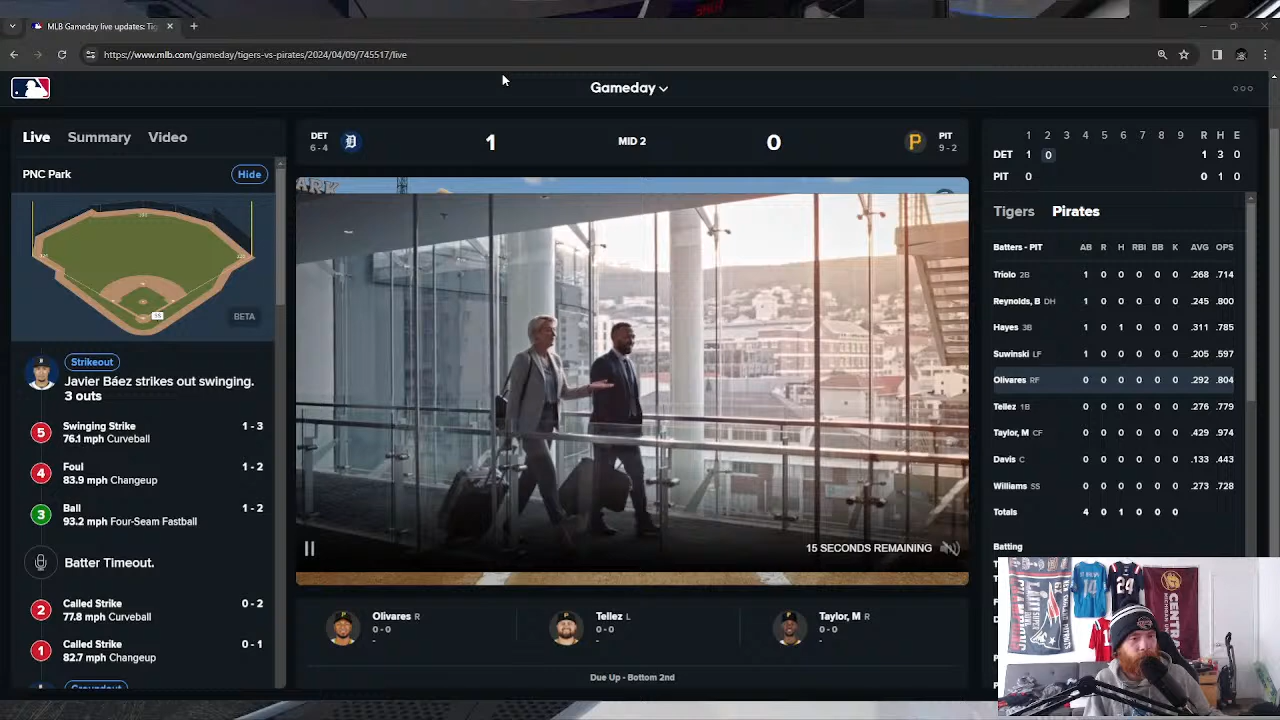 MLB Gameday live updates: Tig
https://www.mlb.com/gameday/tigers-vs-pirates/2024/04/09/745517/live
Gameday
Live Summary Video
PNC Park Hide
BETA
Strikeout
Javier Báez strikes out swinging.
3 outs
5 Swinging Strike 1 - 3
76.1 mph Curveball
4 Foul 1 - 2
83.9 mph Changeup
3 Ball 1 - 2
93.2 mph Four-Seam Fastball
Batter Timeout.
2 Called Strike 0 - 2
77.8 mph Curveball
1 Called Strike 0 - 1
82.7 mph Changeup
Groundout
DET 6 - 4 1 MID 2 0 PIT 9 - 2
PARK
15 SECONDS REMAINING
Olivares R
0 - 0
-
Tellez L
0 - 0
-
Taylor, M R
0 - 0
-
Due Up - Bottom 2nd
1 2 3 4 5 6 7 8 9 R H E
DET 1 0 1 3 0
PIT 0 0 1 0
Tigers Pirates
Batters - PIT AB R H RBI BB K AVG OPS
Triolo 2B 1 0 0 0 0 0 .268 .714
Reynolds, B DH 1 0 0 0 0 0 .245 .800
Hayes 3B 1 0 1 0 0 0 .311 .785
Suwinski LF 1 0 0 0 0 0 .205
Olivares RF 0 0 0 0 0 0 .292 .804
Tellez 1B 0 0 0 0 0 0 .276 .779
Taylor, M CF 0 0 0 0 0 0 .429 .974
Davis C 0 0 0 0 0 0 .133 .443
Williams SS 0 0 0 0 0 0 .273 .728
Totals 4 0 1 0 0 0
Batting
14
24